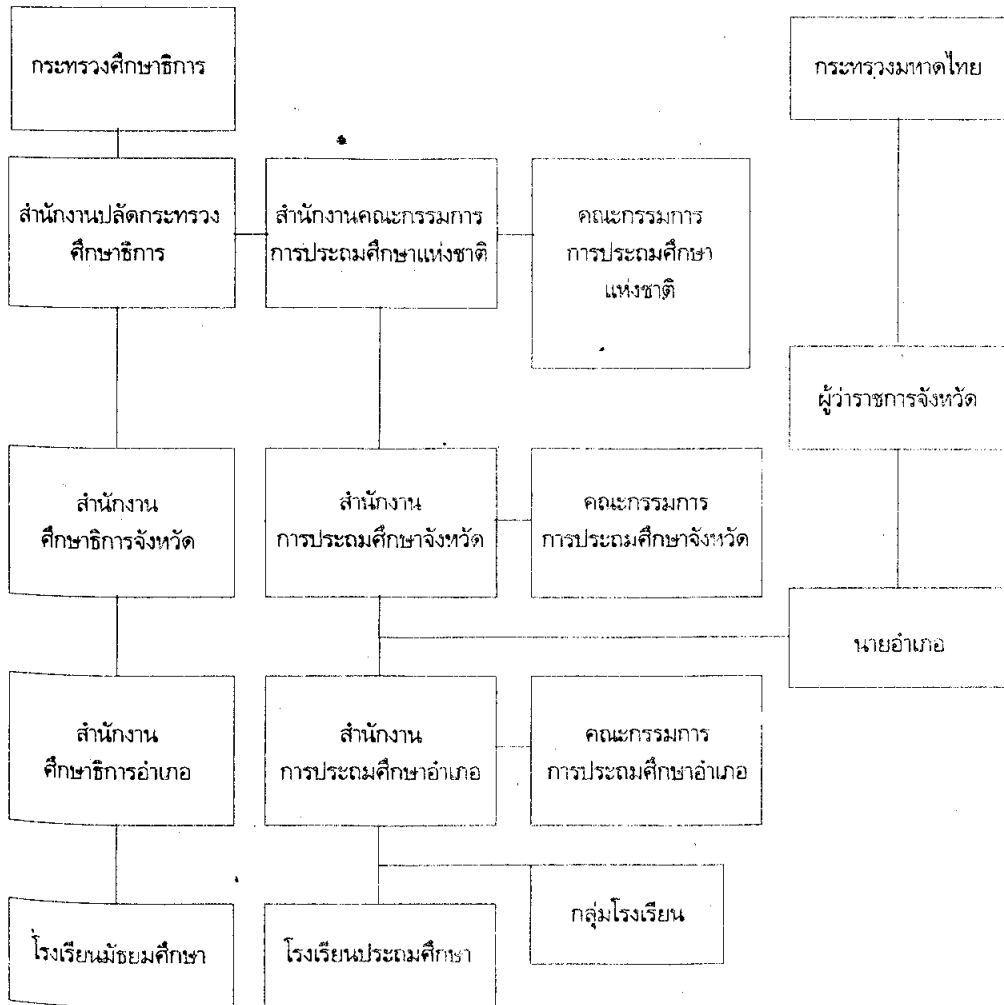 กระทรวงศึกษาธิการ
กระทรวงมหาดไทย
สำนักงานปลัดกระทรวง
ศึกษาธิการ
สำนักงานคณะกรรมการ
การประถมศึกษาแห่งชาติ
คณะกรรมการ
การประถมศึกษา
แห่งชาติ
ผู้ว่าราชการจังหวัด
สำนักงาน
ศึกษาธิการจังหวัด
สำนักงาน
การประถมศึกษาจังหวัด
คณะกรรมการ
การประถมศึกษาจังหวัด
นายอำเภอ
สำนักงาน
ศึกษาธิการอำเภอ
สำนักงาน
การประถมศึกษาอำเภอ
คณะกรรมการ
การประถมศึกษาอำเภอ
กลุ่มโรงเรียน
โรงเรียนมัธยมศึกษา
โรงเรียนประถมศึกษา